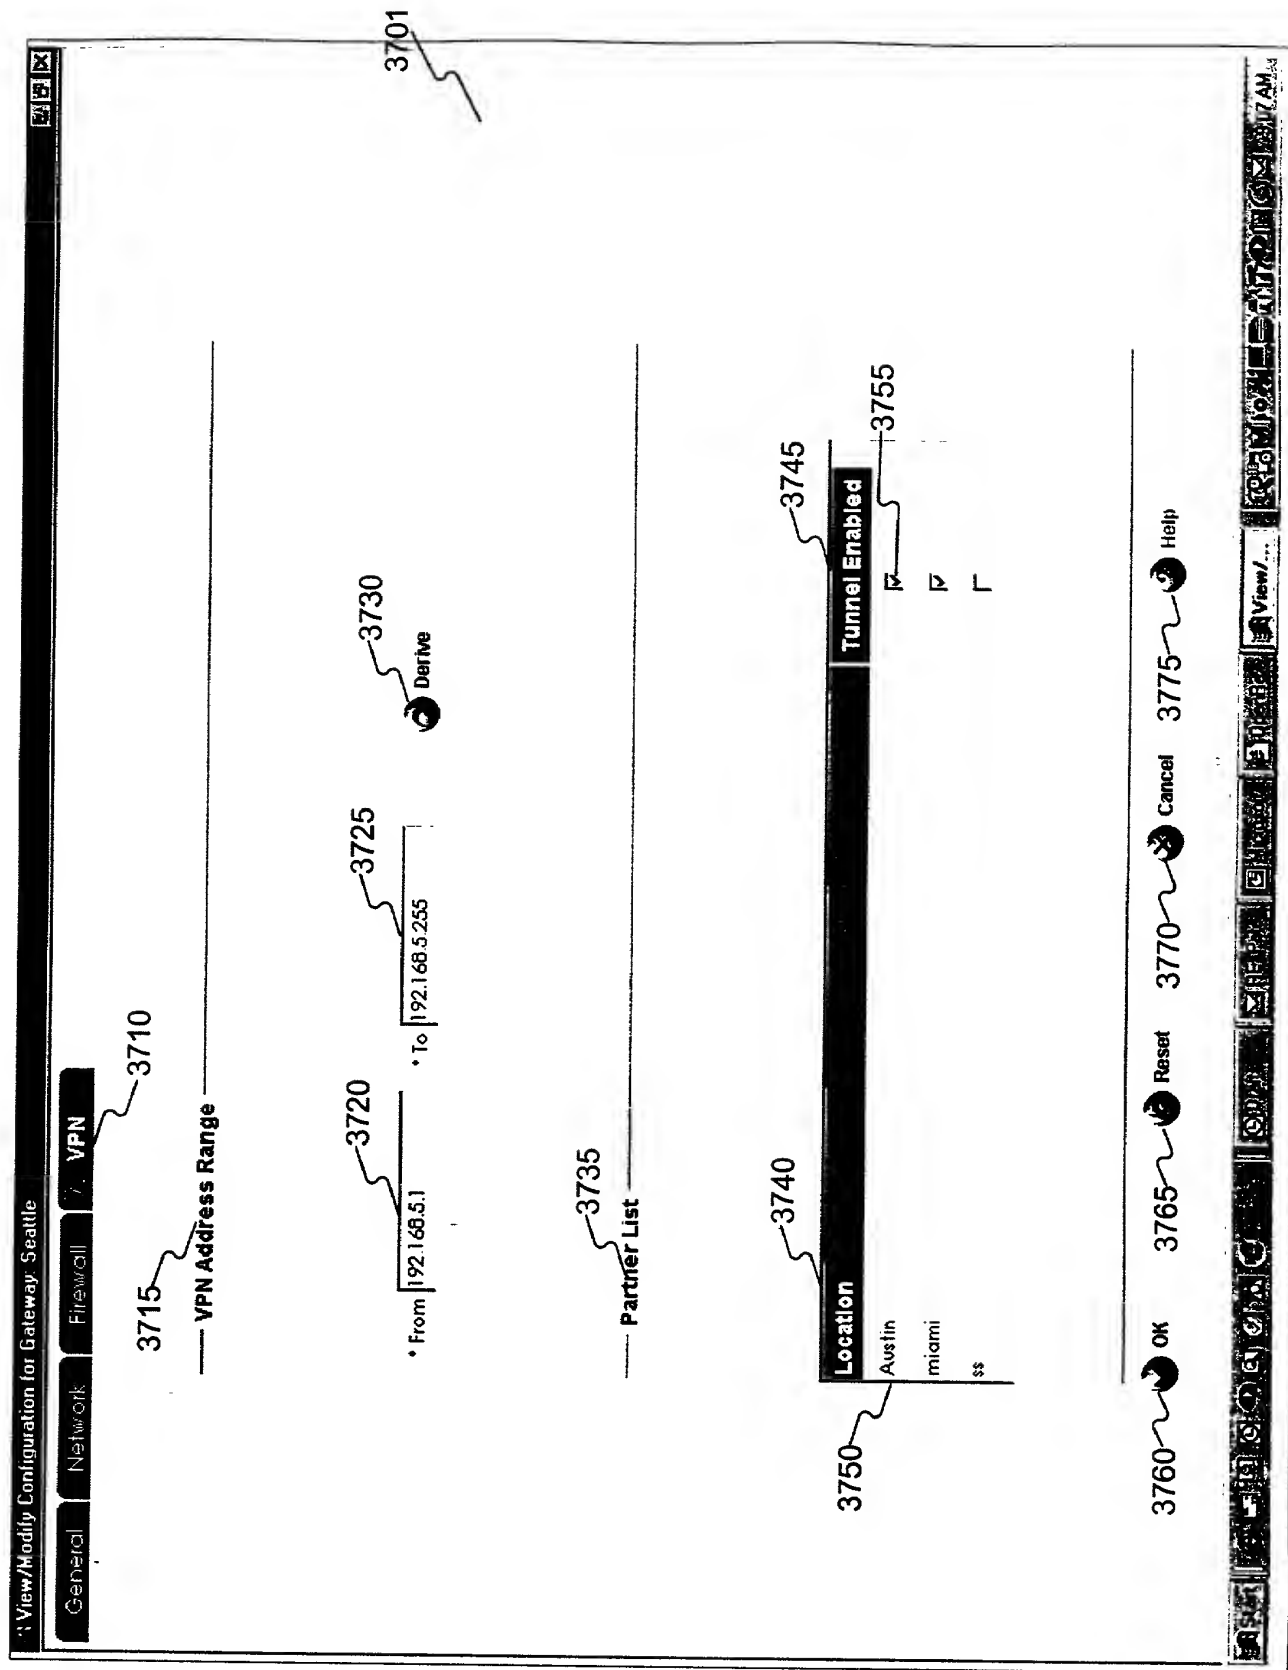 View/Modify Configuration for Gateway: Seattle
3701
General Network Firewall 7. VPN
3710
3715
VPN Address Range
3720 3725 3730
* From 192.168.5.1 * To 192.168.5.255 Derive
3735
Partner List
3740 3745
Location Tunnel Enabled
3750 Austin 3755
miami
ss
3760 OK 3765 Reset 3770 Cancel 3775 Help
Start View/...